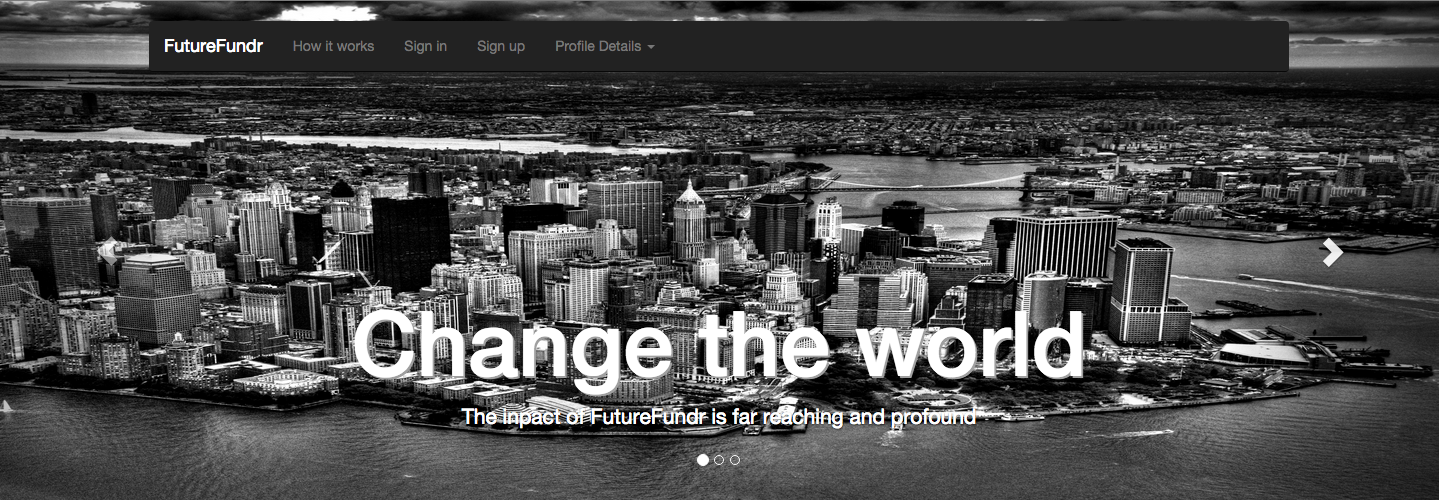 FutureFundr How it works Sign in Sign up Profile Details
Change the world
The inpact of FutureFundr is far reaching and profound